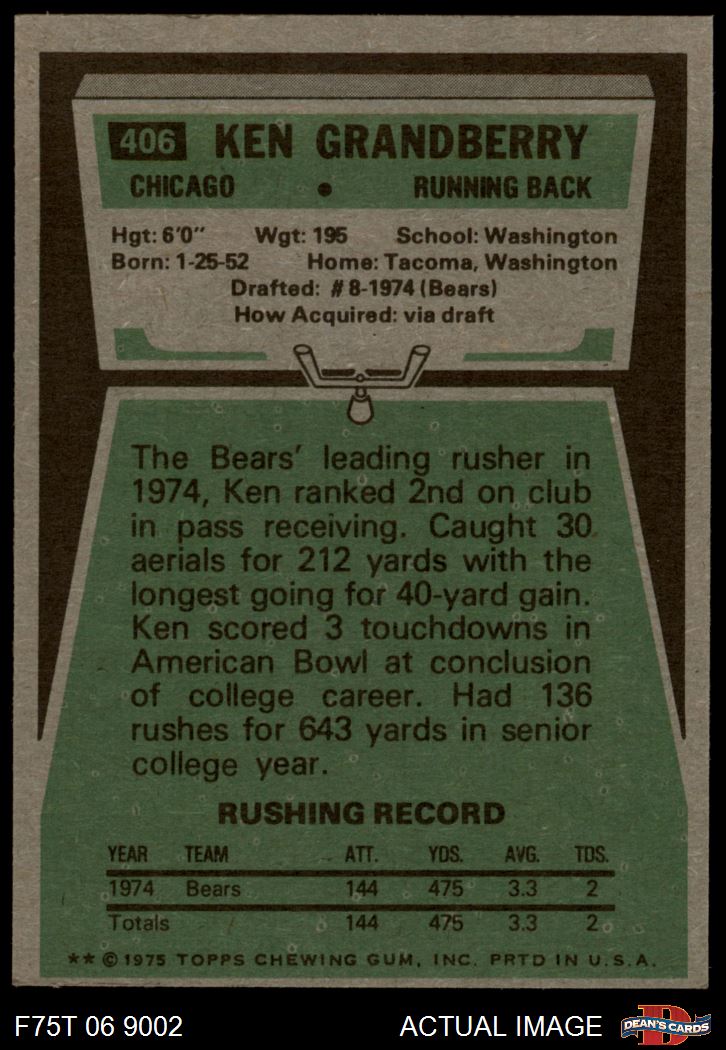 406 KEN GRANDBERRY
CHICAGO • RUNNING BACK
Hgt: 6'0" Wgt: 195 School: Washington
Born: 1-25-52 Home: Tacoma, Washington
Drafted: #8-1974 (Bears)
How Acquired: via draft
The Bears' leading rusher in
1974, Ken ranked 2nd on club
in pass receiving. Caught 30
aerials for 212 yards with the
longest going for 40-yard gain.
Ken scored 3 touchdowns in
American Bowl at conclusion
of college career. Had 136
rushes for 643 yards in senior
college year.
RUSHING RECORD
YEAR TEAM ATT. YDS. AVG. TDS.
1974 Bears 144 475 3.3 2
Totals 144 475 3.3 2
** © 1975 TOPPS CHEWING GUM, INC. PRTD IN U.S.A.
F75T 06 9002 ACTUAL IMAGE D DEAN'S CARDS